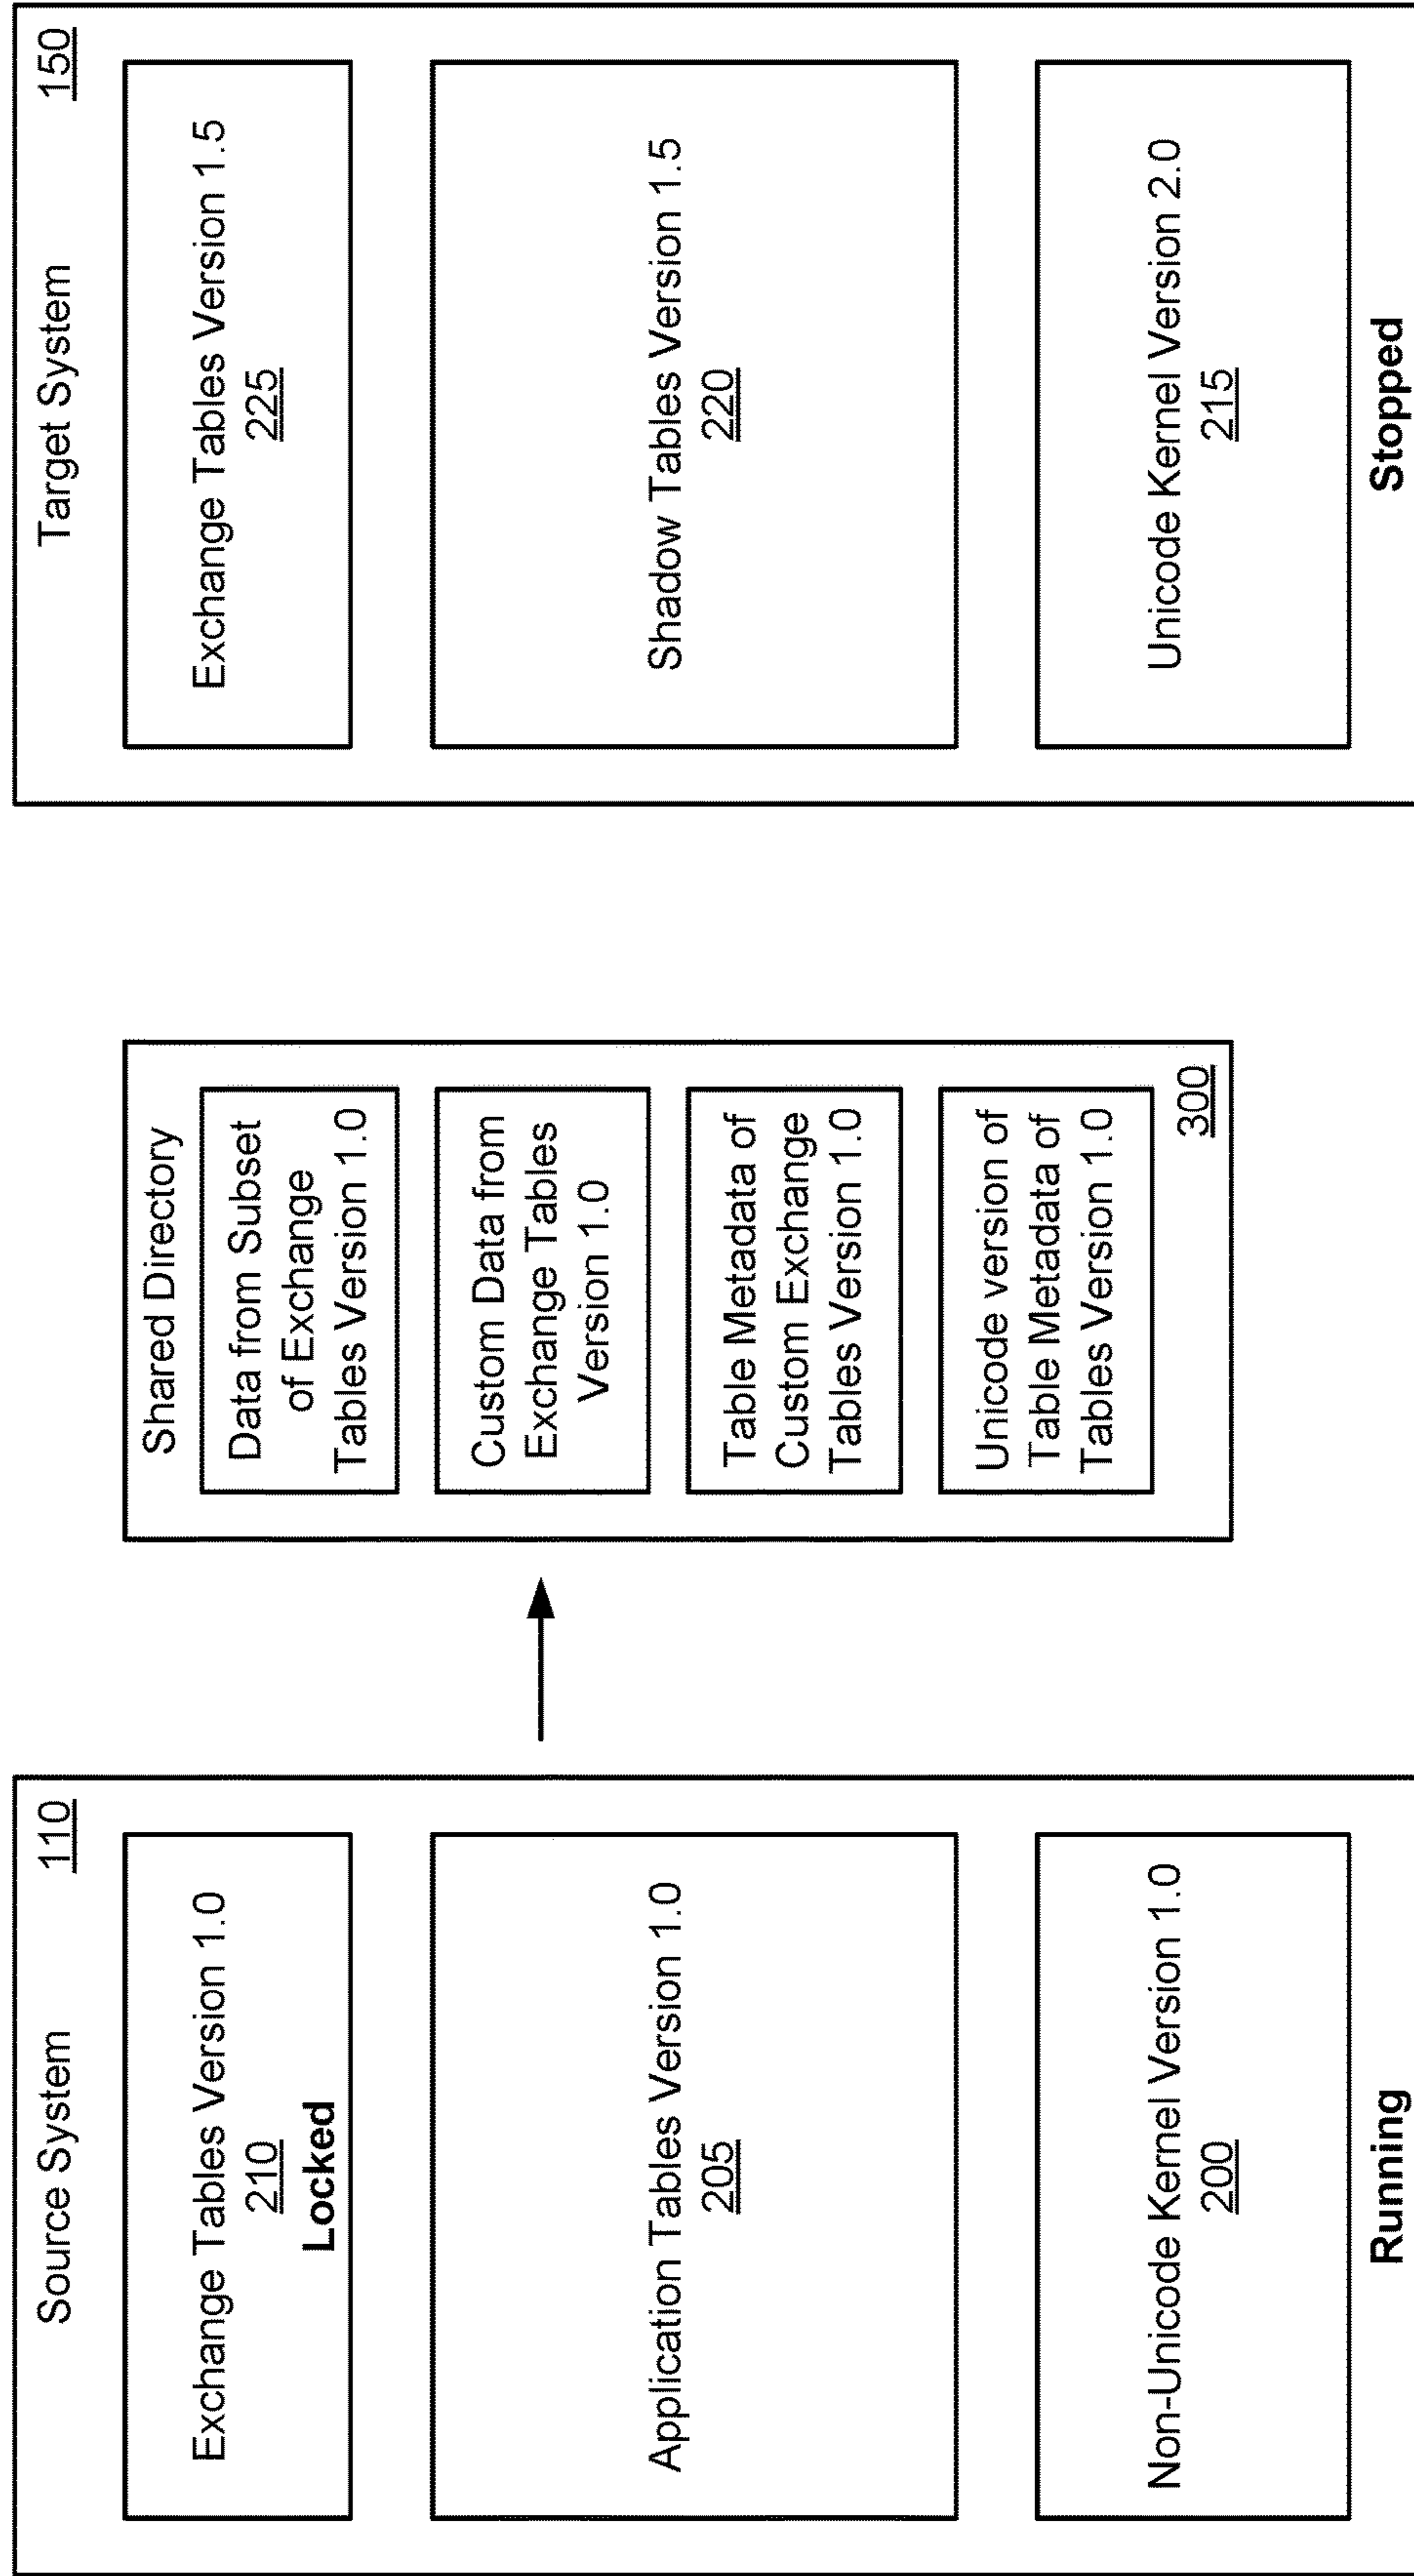 Source System
110
Exchange Tables Version 1.0
210
Locked
Application Tables Version 1.0
205
Non-Unicode Kernel Version 1.0
200
Running
Shared Directory
Data from Subset
of Exchange
Tables Version 1.0
Custom Data from
Exchange Tables
Version 1.0
Table Metadata of
Custom Exchange
Tables Version 1.0
Unicode version of
Table Metadata of
Tables Version 1.0
300
Target System
150
Exchange Tables Version 1.5
225
Shadow Tables Version 1.5
220
Unicode Kernel Version 2.0
215
Stopped